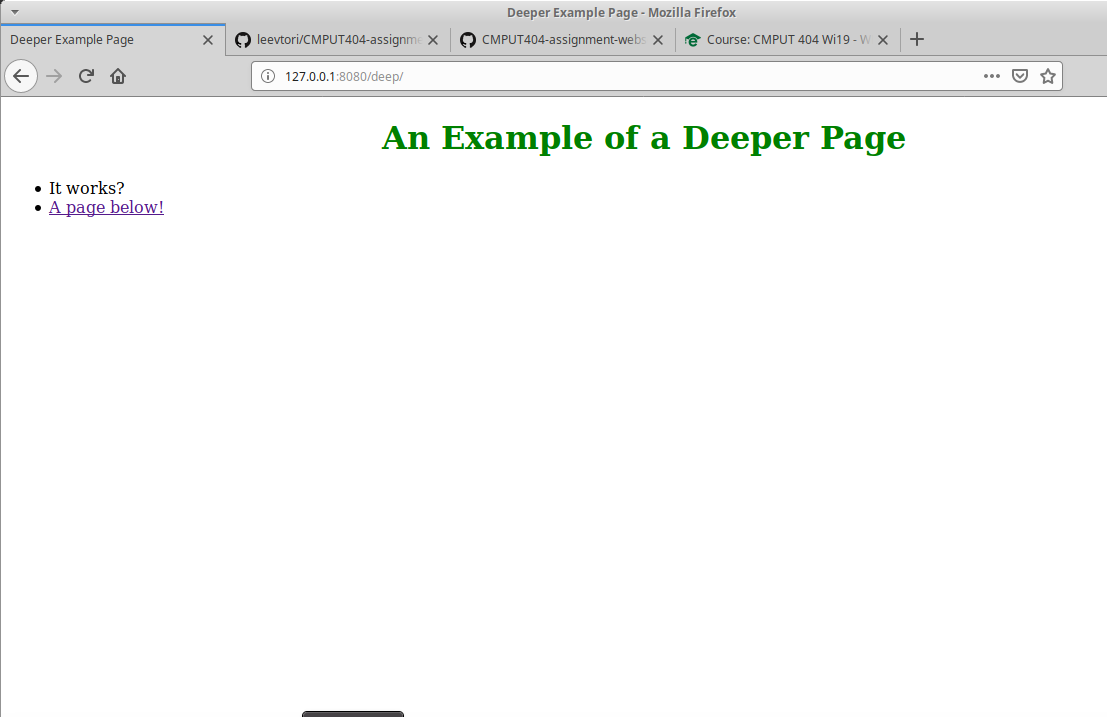 Deeper Example Page - Mozilla Firefox
Deeper Example Page
leevtori/CMPUT404-assignme
CMPUT404-assignment-webs
Course: CMPUT 404 Wi19 - W
127.0.0.1:8080/deep/
An Example of a Deeper Page
It works?
A page below!